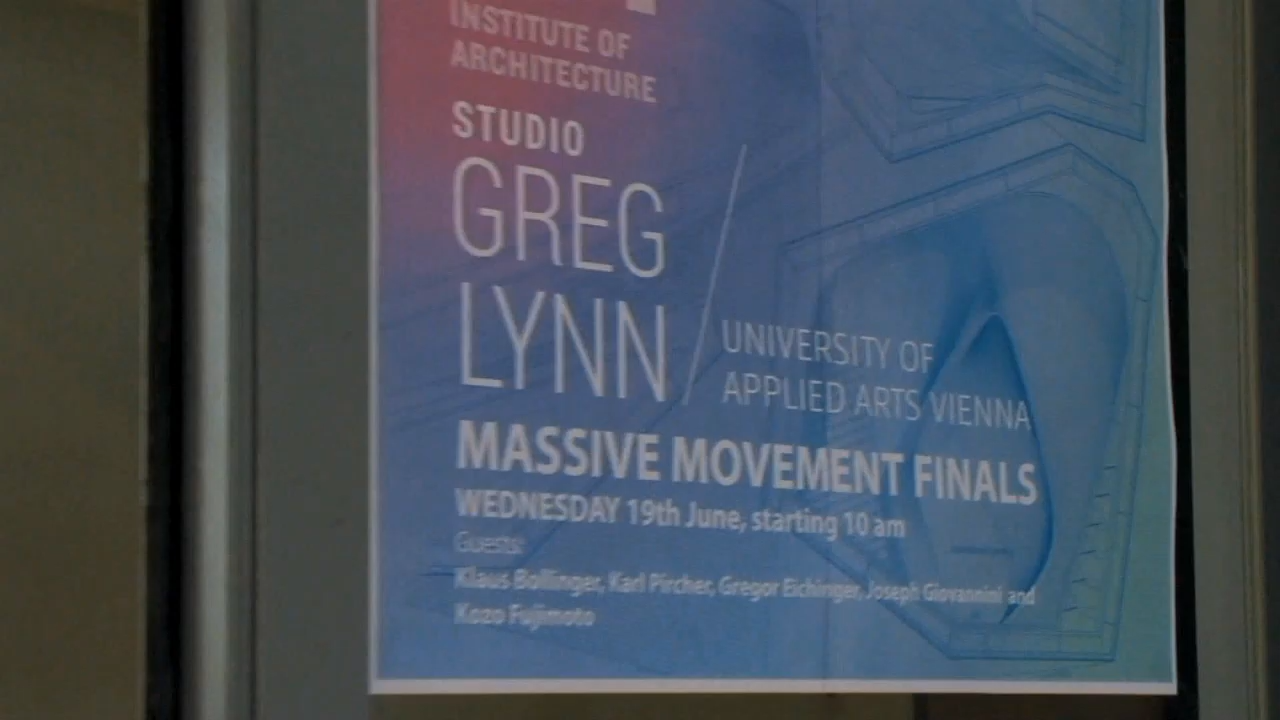 INSTITUTE OF
ARCHITECTURE
STUDIO
GREG
LYNN
UNIVERSITY OF
APPLIED ARTS VIENNA
MASSIVE MOVEMENT FINALS
WEDNESDAY 19th June, starting 10 am
Guests:
Klaus Bollinger, Karl Pircher, Gregor Eichinger, Joseph Giovannini and
Kozo Fujimoto